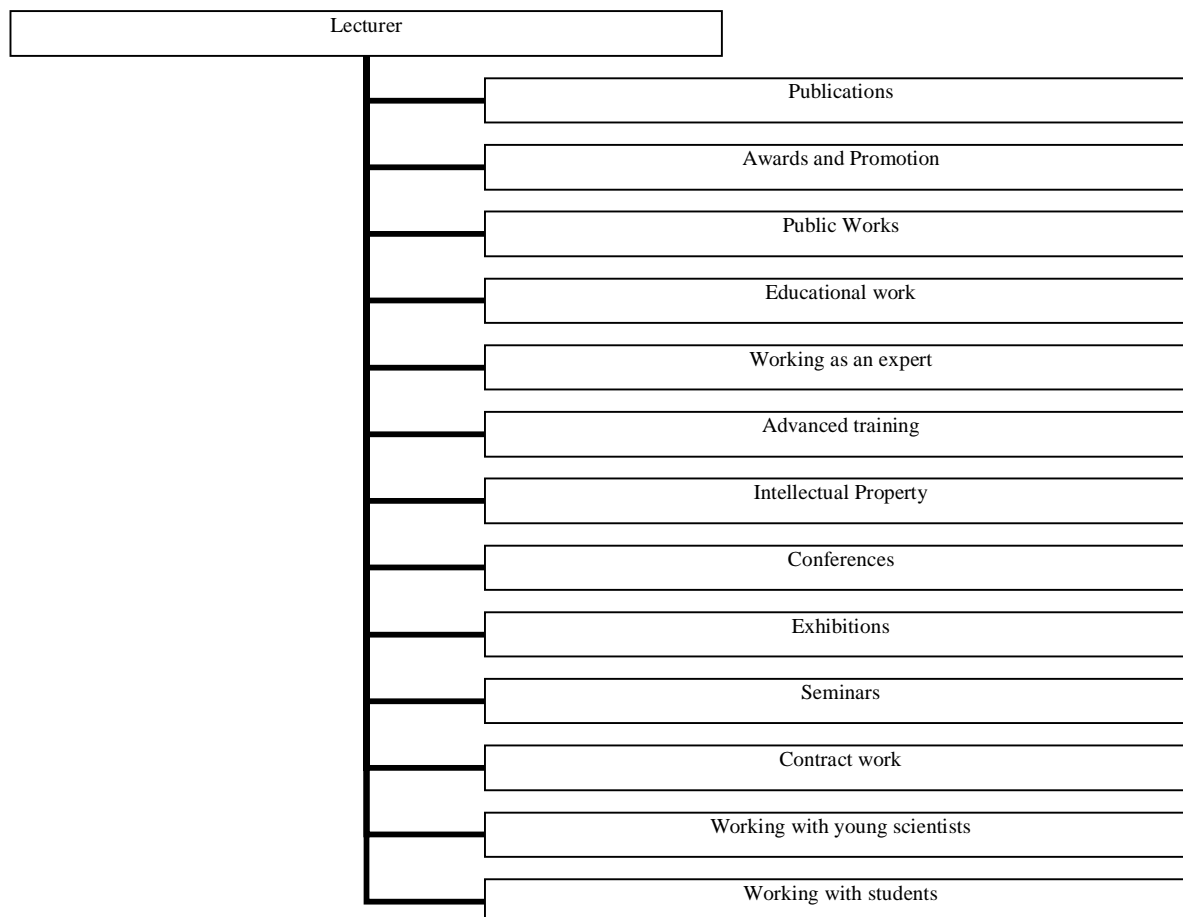 Lecturer
Publications
Awards and Promotion
Public Works
Educational work
Working as an expert
Advanced training
Intellectual Property
Conferences
Exhibitions
Seminars
Contract work
Working with young scientists
Working with students